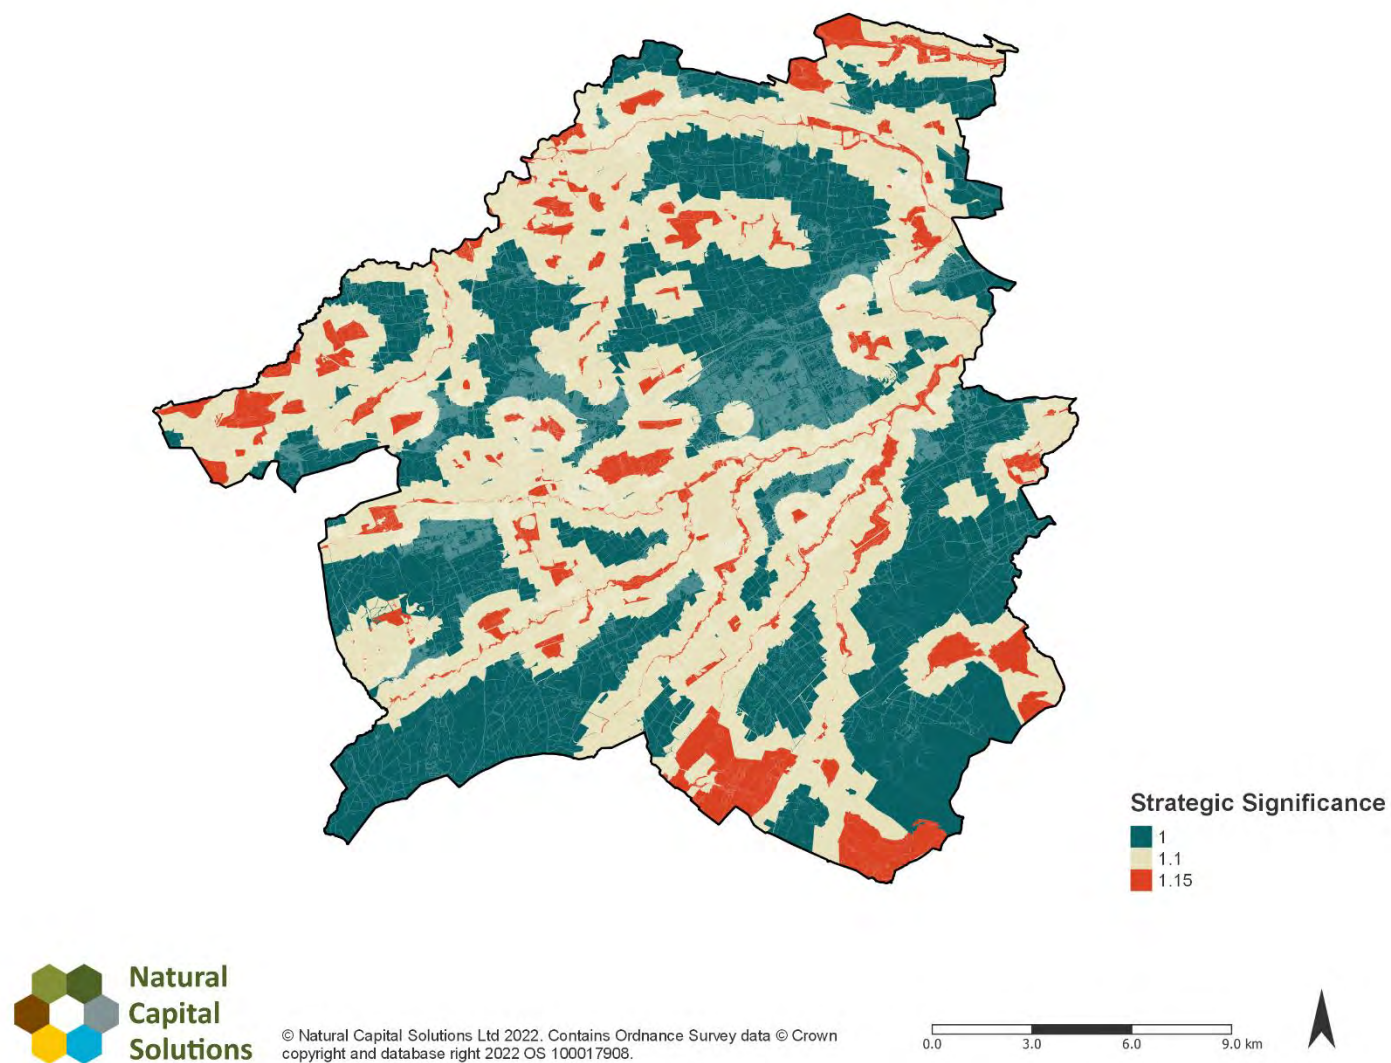 Strategic Significance
1
1.1
1.15
Natural
Capital
Solutions
© Natural Capital Solutions Ltd 2022. Contains Ordnance Survey data © Crown
copyright and database right 2022 OS 100017908.
0.0 3.0 6.0 9.0 km